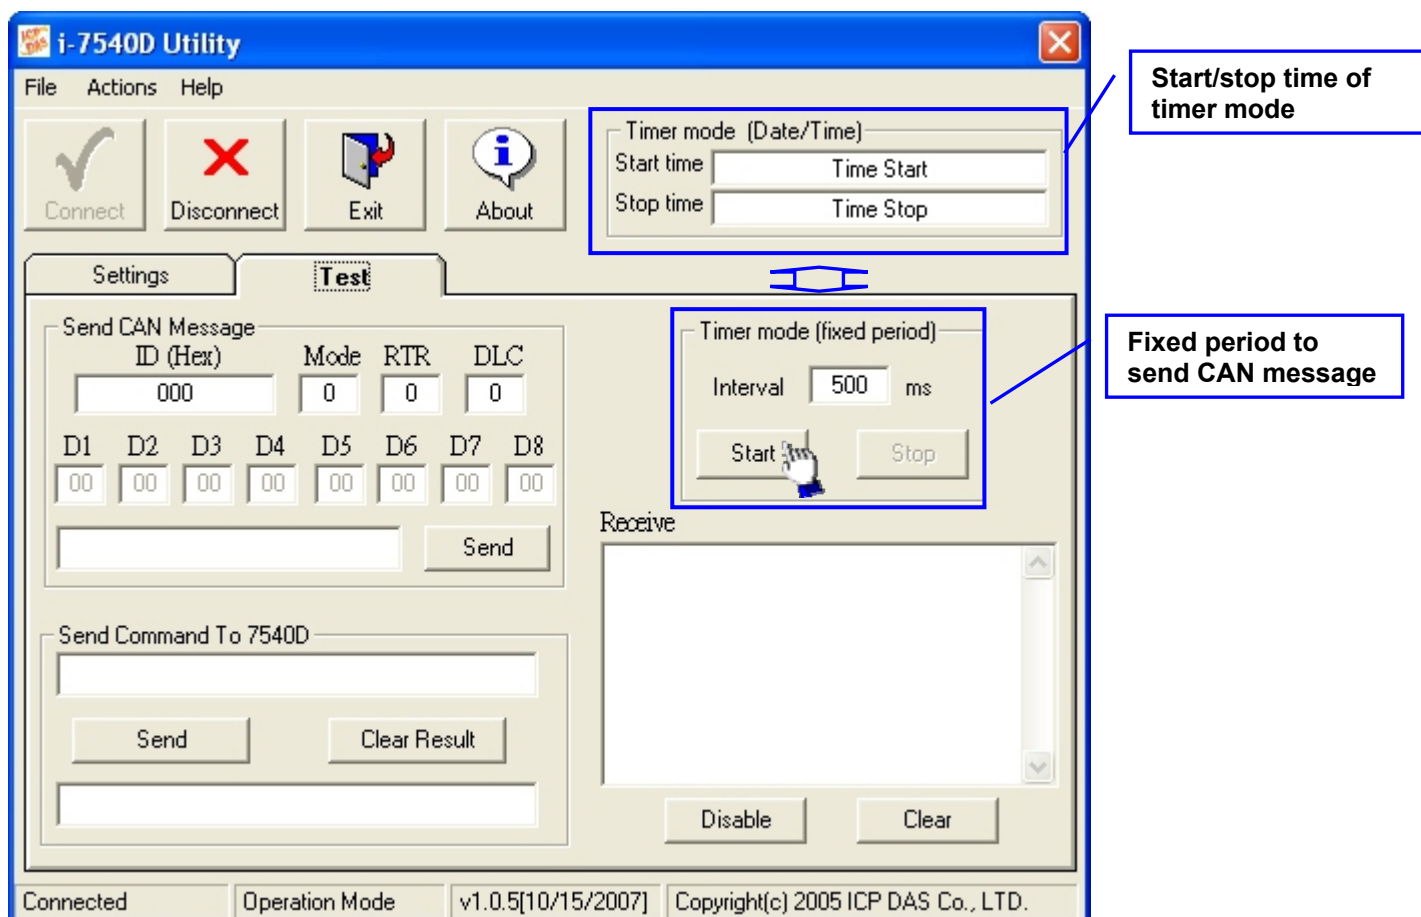 ICP DAS
i-7540D Utility
File Actions Help
Connect
Disconnect
Exit
About
Timer mode (Date/Time)
Start time Time Start
Stop time Time Stop
Start/stop time of
timer mode
Settings
Test
Send CAN Message
ID (Hex) Mode RTR DLC
000 0 0 0
D1 D2 D3 D4 D5 D6 D7 D8
00 00 00 00 00 00 00 00
Send
Timer mode (fixed period)
Interval 500 ms
Start Stop
Fixed period to
send CAN message
Receive
Send Command To 7540D
Send Clear Result
Disable Clear
Connected Operation Mode v1.0.5[10/15/2007] Copyright(c) 2005 ICP DAS Co., LTD.